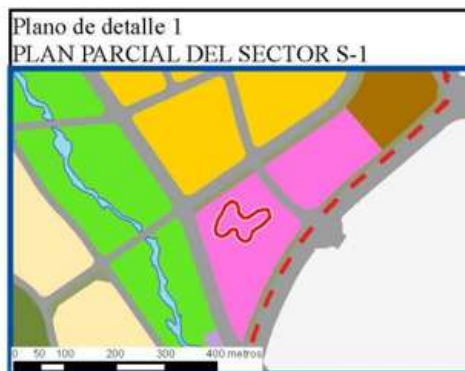 Plano de detalle 1
PLAN PARCIAL DEL SECTOR S-1
0 50 100 200 300 400 metros